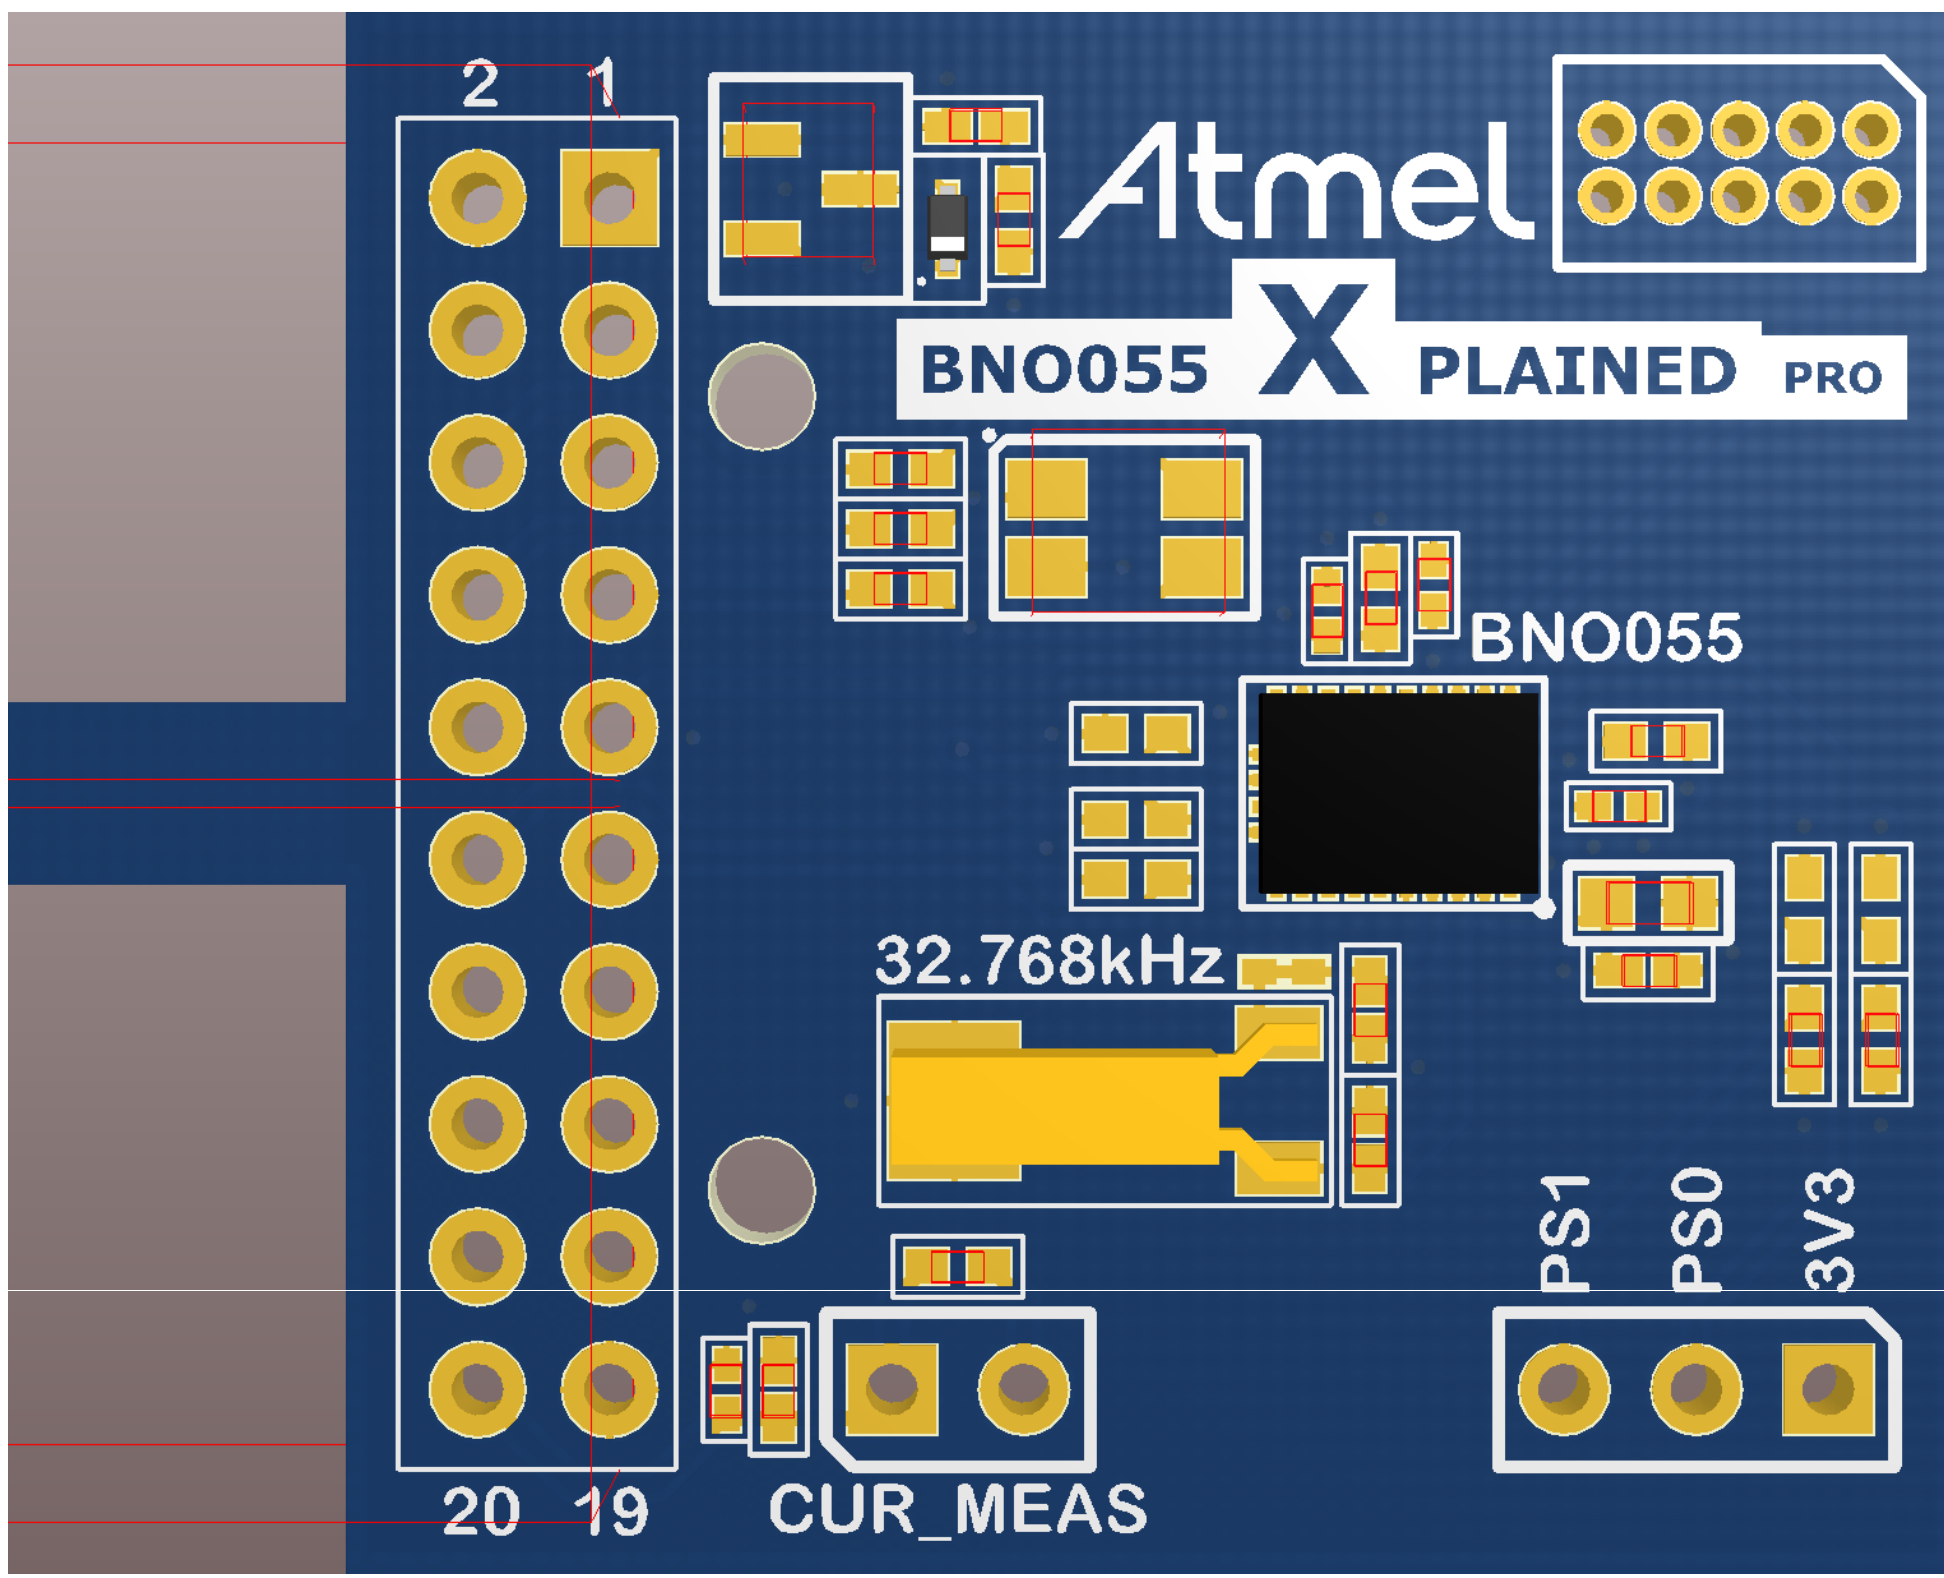 2 1
Atmel
BNO055 X PLAINED PRO
BNO055
32.768kHz
PS1 PS0 3V3
20 19
CUR_MEAS